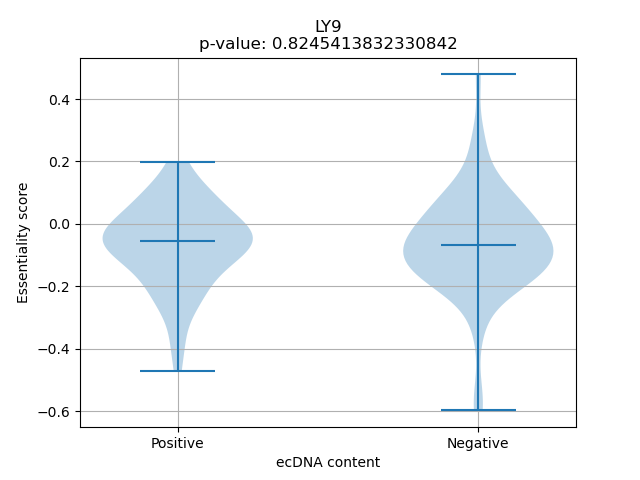 LY9
p-value: 0.8245413832330842
Essentiality score
0.4
0.2
0.0
−0.2
−0.4
−0.6
Positive
Negative
ecDNA content